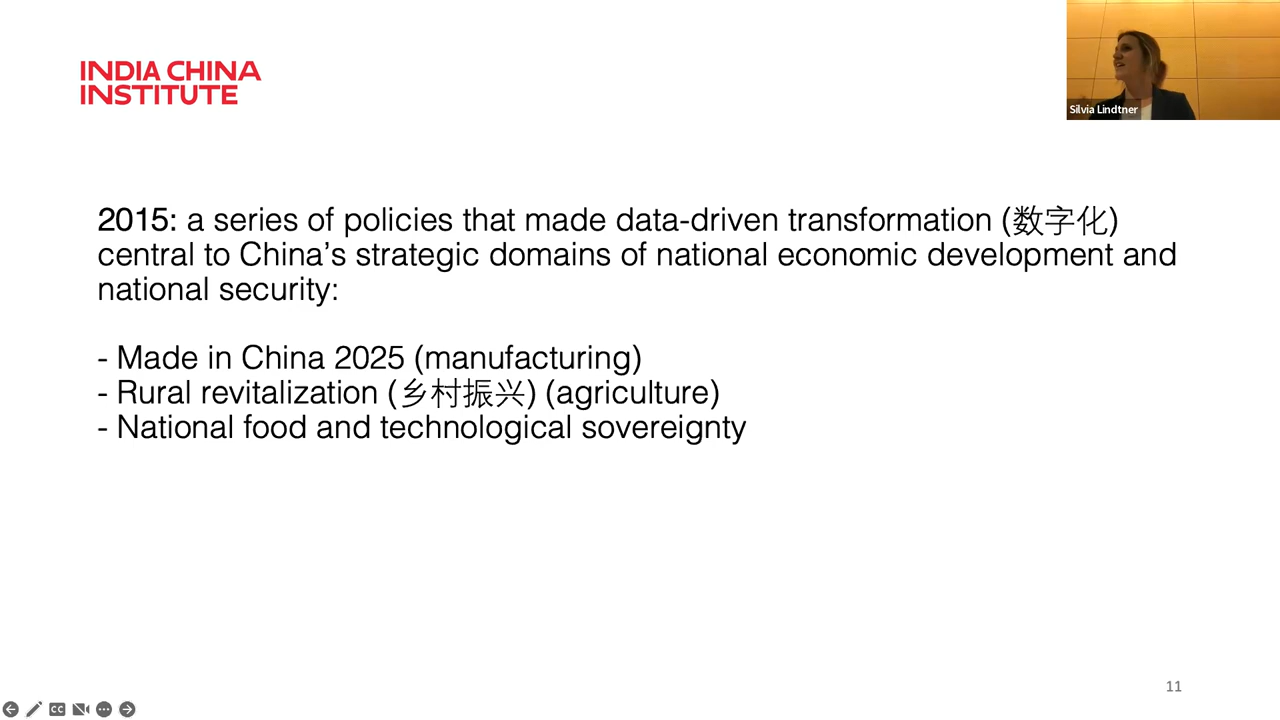 INDIA CHINA
INSTITUTE
Silvia Lindtner
2015: a series of policies that made data-driven transformation (数字化)
central to China’s strategic domains of national economic development and
national security:
- Made in China 2025 (manufacturing)
- Rural revitalization (乡村振兴) (agriculture)
- National food and technological sovereignty
11
CC